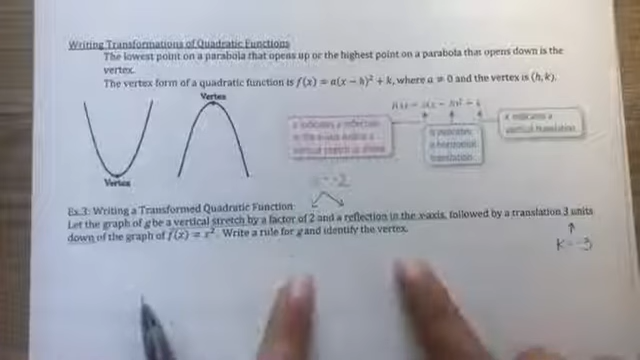 Writing Transformations of Quadratic Functions
The lowest point on a parabola that opens up or the highest point on a parabola that opens down is the
vertex.
The vertex form of a quadratic function is f(x) = a(x − h)² + k, where a ≠ 0 and the vertex is (h, k).
Vertex
Vertex
a indicates a reflection
in the x-axis and/or a
vertical stretch or shrink
h indicates
a horizontal
translation
k indicates a
vertical translation
Ex.3: Writing a Transformed Quadratic Function
Let the graph of g be a vertical stretch by a factor of 2 and a reflection in the x-axis, followed by a translation 3 units
down of the graph of f(x) = x². Write a rule for g and identify the vertex.
K=-3